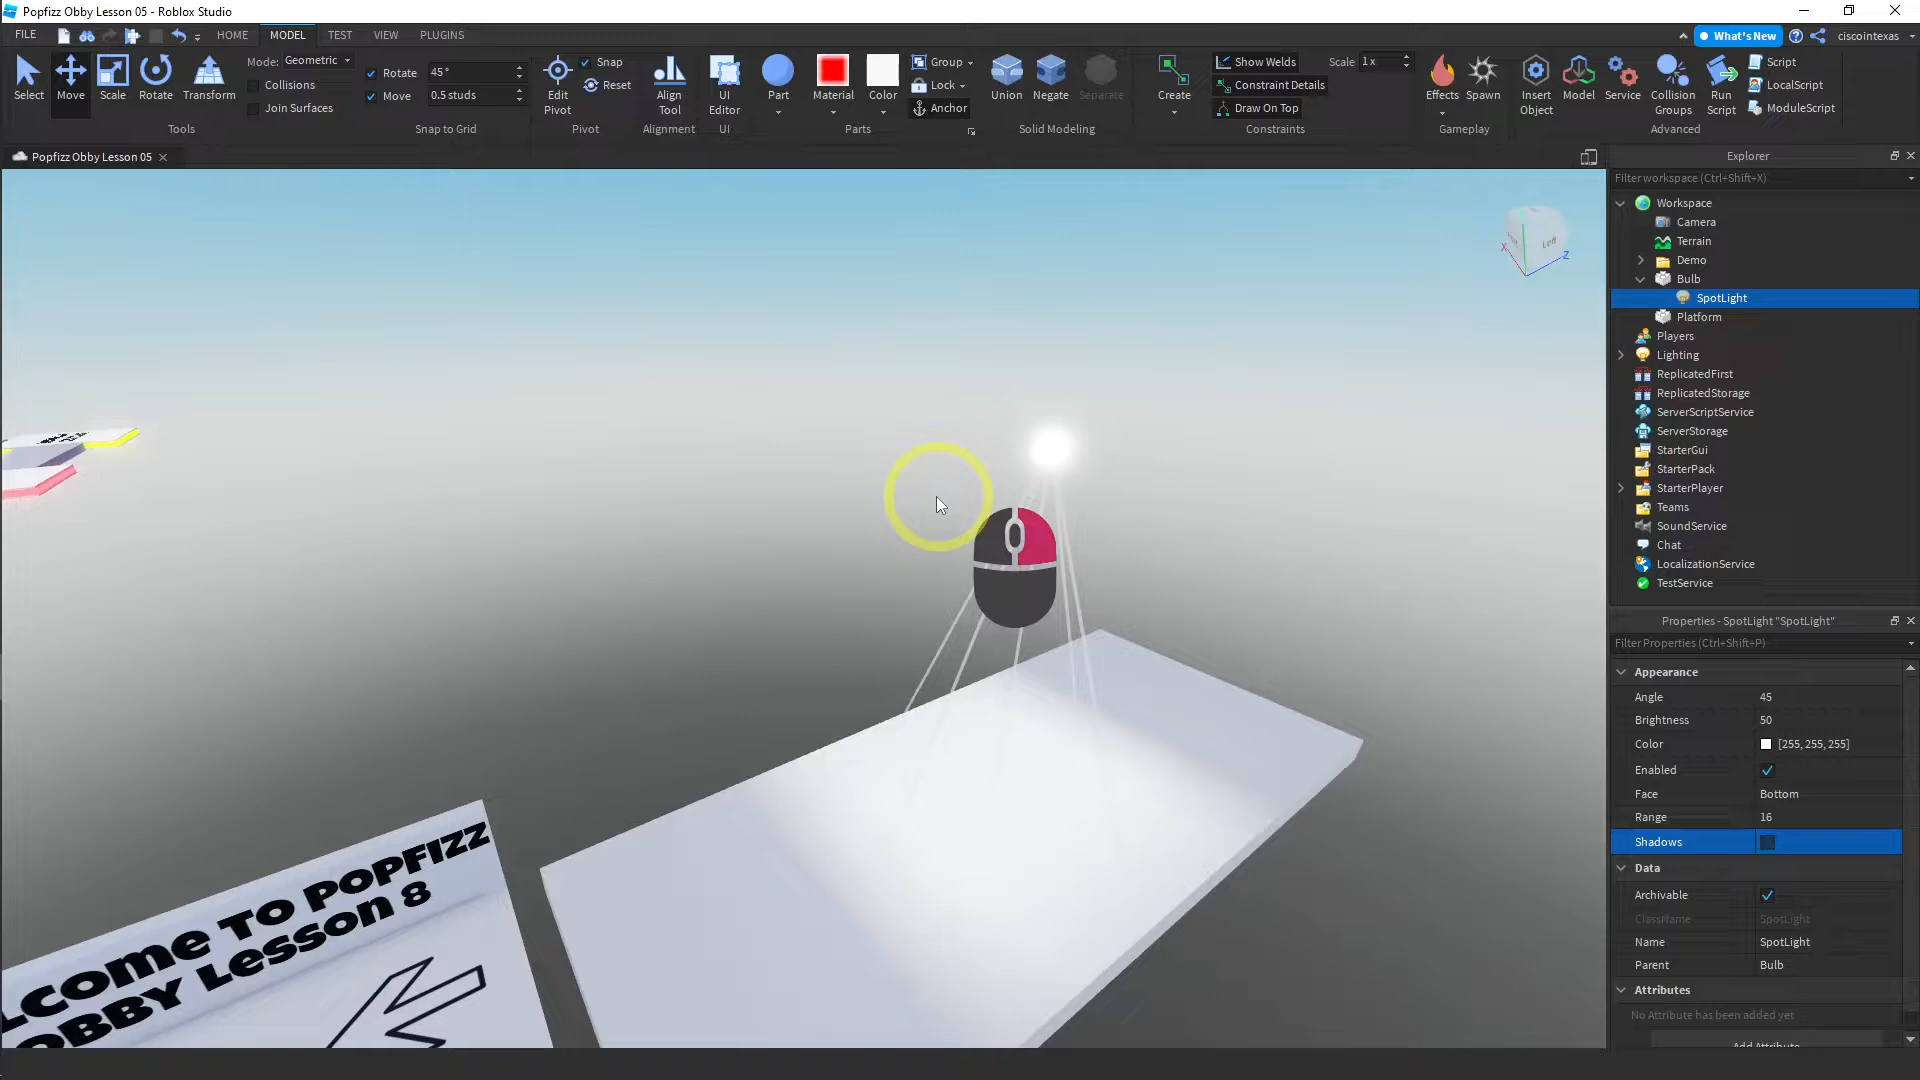 Popfizz Obby Lesson 05 - Roblox Studio
FILE HOME MODEL TEST VIEW PLUGINS What's New ciscointexas
Select Move Scale Rotate Transform
Mode: Geometric
Collisions
Join Surfaces
Tools
Rotate 45°
Move 0.5 studs
Snap to Grid
Edit Pivot
Snap
Reset
Pivot
Align Tool
Alignment
UI Editor
UI
Part Material Color
Group
Lock
Anchor
Parts
Union Negate Separate
Solid Modeling
Create
Show Welds
Constraint Details
Draw On Top
Scale 1x
Constraints
Effects Spawn
Gameplay
Insert Object
Model
Service
Collision Groups
Run Script
Script
LocalScript
ModuleScript
Advanced
Popfizz Obby Lesson 05
X
Z
Left
LCOME TO POPFIZZ
OBBY LESSON 8
Explorer
Filter workspace (Ctrl+Shift+X)
Workspace
Camera
Terrain
Demo
Bulb
SpotLight
Platform
Players
Lighting
ReplicatedFirst
ReplicatedStorage
ServerScriptService
ServerStorage
StarterGui
StarterPack
StarterPlayer
Teams
SoundService
Chat
LocalizationService
TestService
Properties - SpotLight "SpotLight"
Filter Properties (Ctrl+Shift+P)
Appearance
Angle 45
Brightness 50
Color [255, 255, 255]
Enabled
Face Bottom
Range 16
Shadows
Data
Archivable
ClassName SpotLight
Name SpotLight
Parent Bulb
Attributes
No Attribute has been added yet
Add Attribute